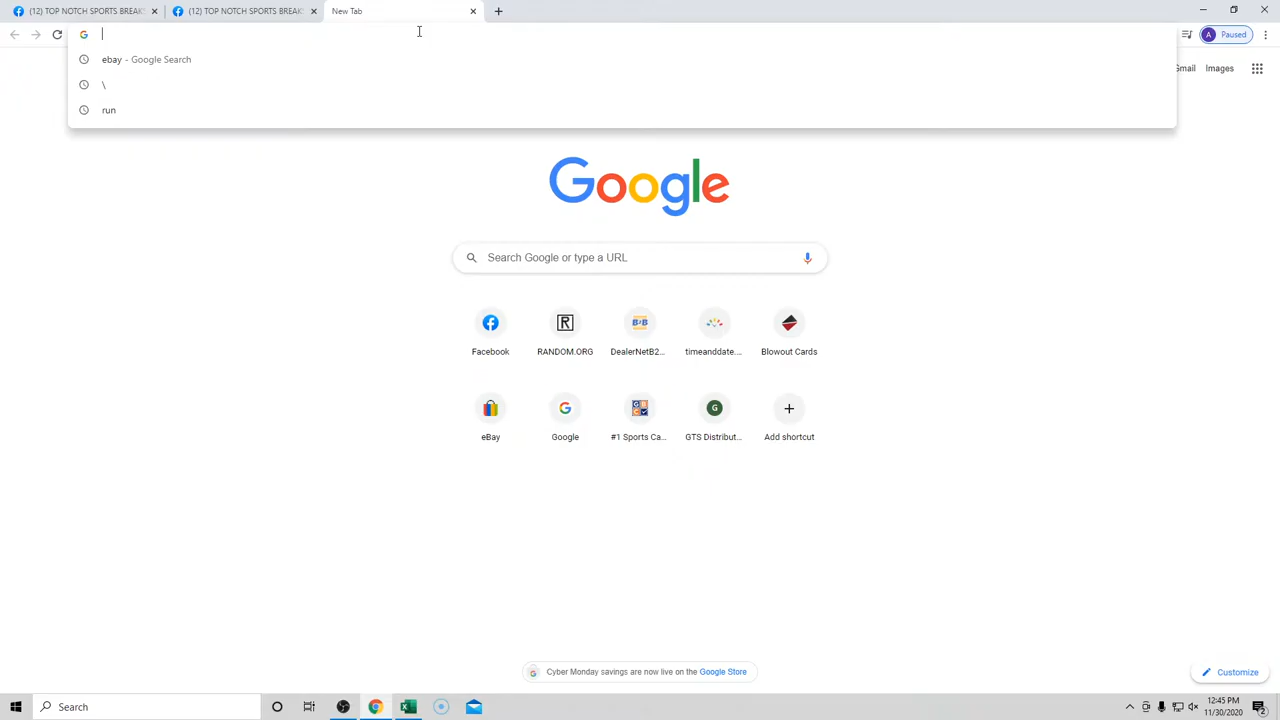 (12) TOP NOTCH SPORTS BREAKS
(12) TOP NOTCH SPORTS BREAKS
New Tab
A
Paused
ebay - Google Search
\
run
Gmail
Images
Google
Search Google or type a URL
Facebook
RANDOM.ORG
DealerNetB2...
timeanddate....
Blowout Cards
eBay
Google
#1 Sports Ca...
GTS Distribut...
Add shortcut
Cyber Monday savings are now live on the Google Store
Customize
Search
12:45 PM
11/30/2020
2